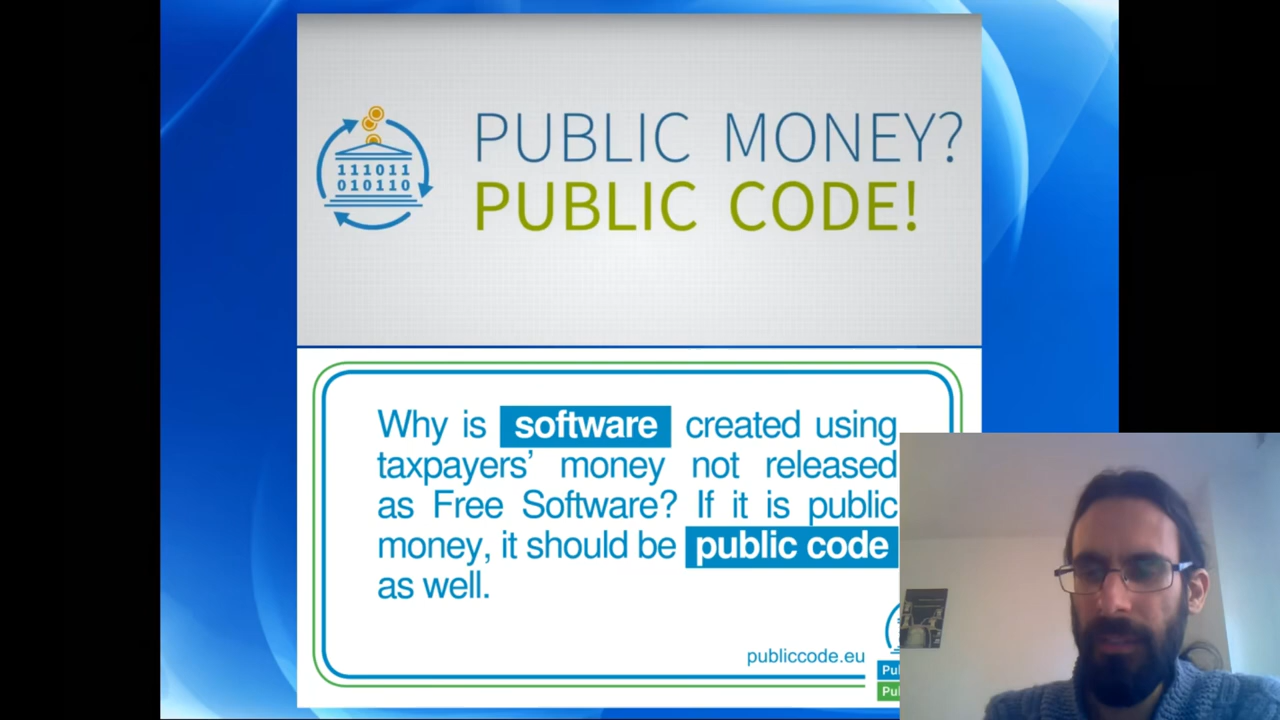 PUBLIC MONEY?
PUBLIC CODE!
111011
010110
Why is software created using
taxpayers' money not released
as Free Software? If it is public
money, it should be public code
as well.
publiccode.eu